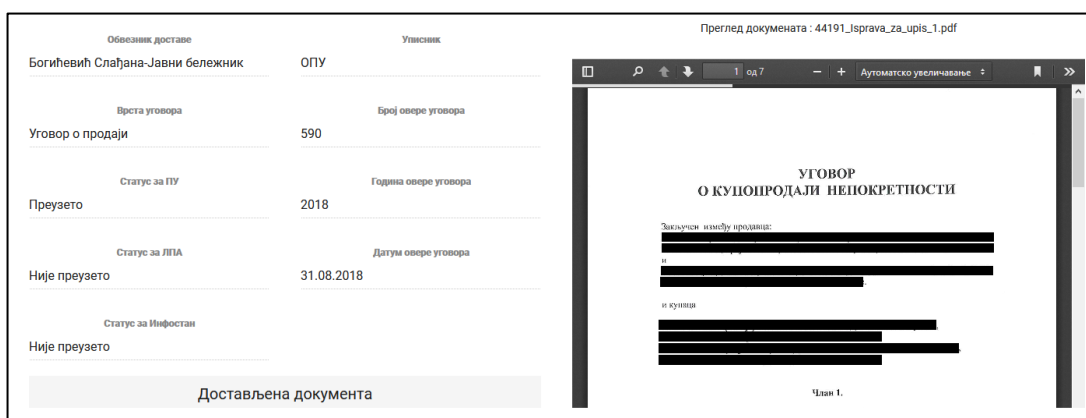 Обвезник доставе
Богићевић Слађана-Јавни бележник
Уписник
ОПУ
Врста уговора
Уговор о продаји
Број овере уговора
590
Статус за ПУ
Преузето
Година овере уговора
2018
Статус за ЛПА
Није преузето
Датум овере уговора
31.08.2018
Статус за Инфостан
Није преузето
Достављена документа
Преглед докумената : 44191_Isprava_za_upis_1.pdf
1 од 7
Аутоматско увеличавање
УГОВОР
О КУПОПРОДАЈИ НЕПОКРЕТНОСТИ
Закључен између продавца:
и
и купаца
Члан 1.